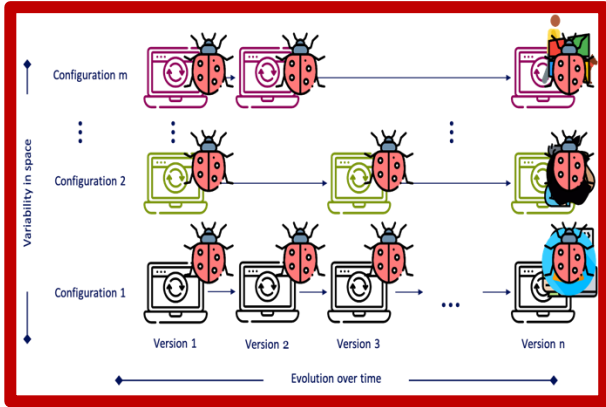 Configuration m
Variability in space
Configuration 2
Configuration 1
...
Version 1
Version 2
Version 3
Version n
Evolution over time